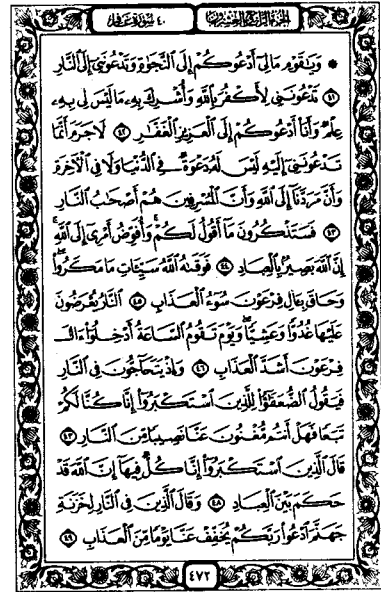 الجزء الرابع والعشرون ٤٠ سورة غافر
۞ وَيَٰقَوْمِ مَا لِىٓ أَدْعُوكُمْ إِلَى ٱلنَّجَوٰةِ وَتَدْعُونَنِىٓ إِلَى ٱلنَّارِ
٤١ تَدْعُونَنِى لِأَكْفُرَ بِٱللَّهِ وَأُشْرِكَ بِهِۦ مَا لَيْسَ لِى بِهِۦ
عِلْمٌ وَأَنَا۠ أَدْعُوكُمْ إِلَى ٱلْعَزِيزِ ٱلْغَفَّٰرِ ٤٢ لَا جَرَمَ أَنَّمَا
تَدْعُونَنِىٓ إِلَيْهِ لَيْسَ لَهُۥ دَعْوَةٌ فِى ٱلدُّنْيَا وَلَا فِى ٱلْأَخِرَةِ
وَأَنَّ مَرَدَّنَآ إِلَى ٱللَّهِ وَأَنَّ ٱلْمُسْرِفِينَ هُمْ أَصْحَٰبُ ٱلنَّارِ
٤٣ فَسَتَذْكُرُونَ مَآ أَقُولُ لَكُمْ وَأُفَوِّضُ أَمْرِىٓ إِلَى ٱللَّهِ
إِنَّ ٱللَّهَ بَصِيرٌۢ بِٱلْعِبَادِ ٤٤ فَوَقَىٰهُ ٱللَّهُ سَيِّـَٔاتِ مَا مَكَرُوا۟
وَحَاقَ بِـَٔالِ فِرْعَوْنَ سُوٓءُ ٱلْعَذَابِ ٤٥ ٱلنَّارُ يُعْرَضُونَ
عَلَيْهَا غُدُوًّا وَعَشِيًّا وَيَوْمَ تَقُومُ ٱلسَّاعَةُ أَدْخِلُوٓا۟ ءَالَ
فِرْعَوْنَ أَشَدَّ ٱلْعَذَابِ ٤٦ وَإِذْ يَتَحَآجُّونَ فِى ٱلنَّارِ
فَيَقُولُ ٱلضُّعَفَٰٓؤُا۟ لِلَّذِينَ ٱسْتَكْبَرُوٓا۟ إِنَّا كُنَّا لَكُمْ
تَبَعًا فَهَلْ أَنتُم مُّغْنُونَ عَنَّا نَصِيبًا مِّنَ ٱلنَّارِ ٤٧
قَالَ ٱلَّذِينَ ٱسْتَكْبَرُوٓا۟ إِنَّا كُلٌّ فِيهَآ إِنَّ ٱللَّهَ قَدْ
حَكَمَ بَيْنَ ٱلْعِبَادِ ٤٨ وَقَالَ ٱلَّذِينَ فِى ٱلنَّارِ لِخَزَنَةِ
جَهَنَّمَ ٱدْعُوا۟ رَبَّكُمْ يُخَفِّفْ عَنَّا يَوْمًا مِّنَ ٱلْعَذَابِ ٤٩
٤٧٢